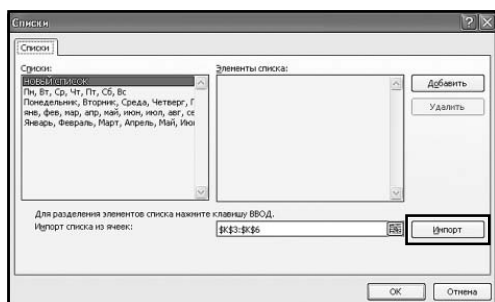 Списки
Списки
Списки:
Элементы списка:
НОВЫЙ СПИСОК
Пн, Вт, Ср, Чт, Пт, Сб, Вс
Понедельник, Вторник, Среда, Четверг, П
янв, фев, мар, апр, май, июн, июл, авг, се
Январь, Февраль, Март, Апрель, Май, Июн
Добавить
Удалить
Для разделения элементов списка нажмите клавишу ВВОД.
Импорт списка из ячеек:
$K$3:$K$6
Импорт
ОК
Отмена